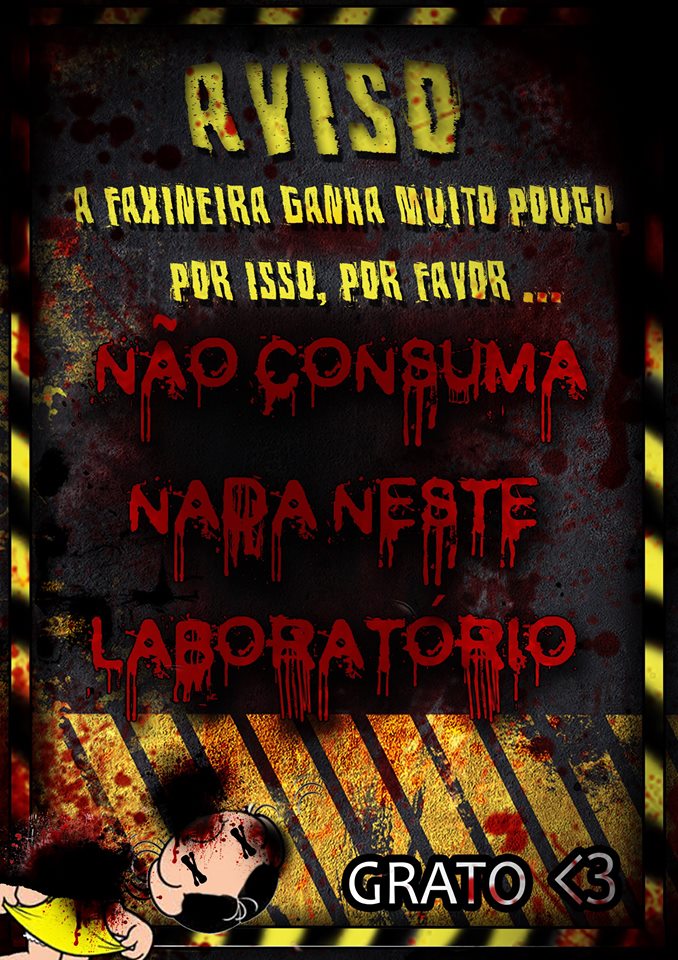 AVISO
A FAXINEIRA GANHA MUITO POUCO,
POR ISSO, POR FAVOR ...
NÃO CONSUMA
NADA NESTE
LABORATÓRIO
GRATO <3